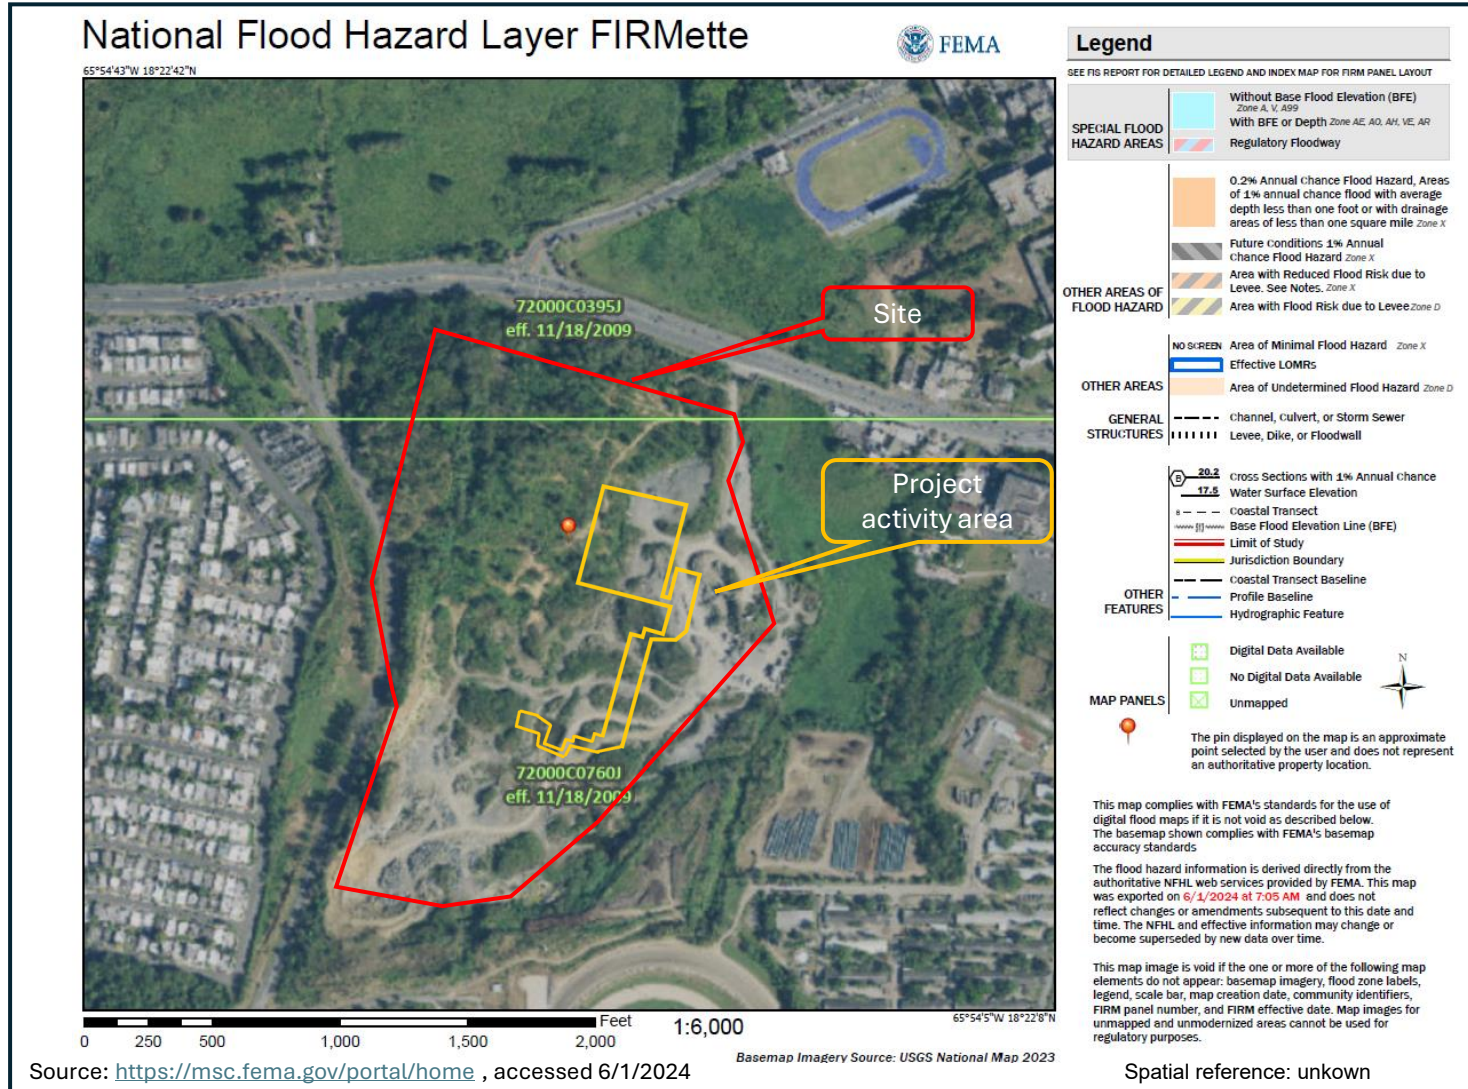 National Flood Hazard Layer FIRMette
FEMA
65°54'43"W 18°22'42"N
72000C0395J
eff. 11/18/2009
Site
Project
activity area
72000C0760J
eff. 11/18/2009
65°54'5"W 18°22'8"N
Feet
1:6,000
0
250
500
1,000
1,500
2,000
Basemap Imagery Source: USGS National Map 2023
Source: https://msc.fema.gov/portal/home , accessed 6/1/2024
Spatial reference: unkown
Legend
SEE FIS REPORT FOR DETAILED LEGEND AND INDEX MAP FOR FIRM PANEL LAYOUT
SPECIAL FLOOD
HAZARD AREAS
Without Base Flood Elevation (BFE)
Zone A, V, A99
With BFE or Depth Zone AE, AO, AH, VE, AR
Regulatory Floodway
0.2% Annual Chance Flood Hazard, Areas
of 1% annual chance flood with average
depth less than one foot or with drainage
areas of less than one square mile Zone X
Future Conditions 1% Annual
Chance Flood Hazard Zone X
OTHER AREAS OF
FLOOD HAZARD
Area with Reduced Flood Risk due to
Levee. See Notes. Zone X
Area with Flood Risk due to Levee Zone D
NO SCREEN Area of Minimal Flood Hazard Zone X
Effective LOMRs
OTHER AREAS
Area of Undetermined Flood Hazard Zone D
GENERAL
STRUCTURES
Channel, Culvert, or Storm Sewer
Levee, Dike, or Floodwall
B 20.2 Cross Sections with 1% Annual Chance
17.5 Water Surface Elevation
8 Coastal Transect
513 Base Flood Elevation Line (BFE)
Limit of Study
Jurisdiction Boundary
Coastal Transect Baseline
OTHER
FEATURES
Profile Baseline
Hydrographic Feature
Digital Data Available
No Digital Data Available
Unmapped
MAP PANELS
N
The pin displayed on the map is an approximate
point selected by the user and does not represent
an authoritative property location.
This map complies with FEMA's standards for the use of
digital flood maps if it is not void as described below.
The basemap shown complies with FEMA's basemap
accuracy standards
The flood hazard information is derived directly from the
authoritative NFHL web services provided by FEMA. This map
was exported on 6/1/2024 at 7:05 AM and does not
reflect changes or amendments subsequent to this date and
time. The NFHL and effective information may change or
become superseded by new data over time.
This map image is void if the one or more of the following map
elements do not appear: basemap imagery, flood zone labels,
legend, scale bar, map creation date, community identifiers,
FIRM panel number, and FIRM effective date. Map images for
unmapped and unmodernized areas cannot be used for
regulatory purposes.